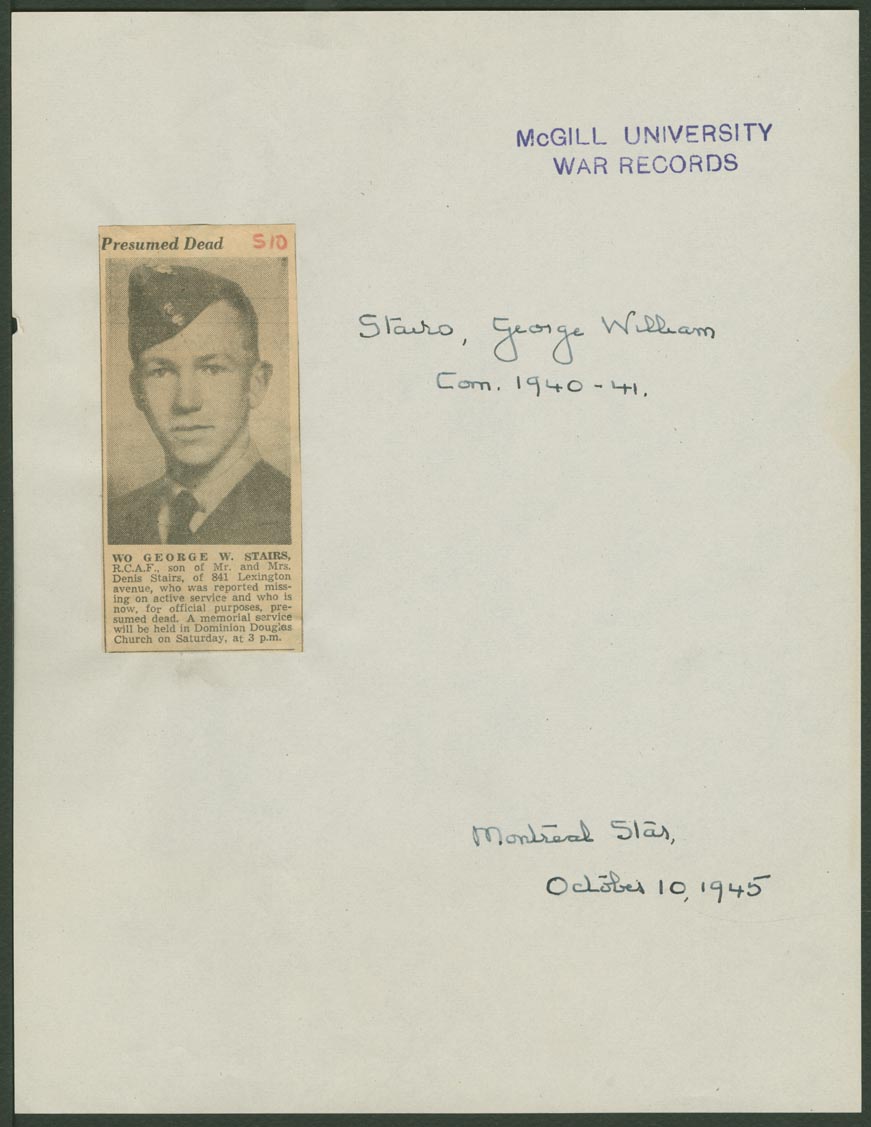 McGILL UNIVERSITY
WAR RECORDS
Presumed Dead S10
Stairs, George William
Com. 1940-41.
WO GEORGE W. STAIRS,
R.C.A.F., son of Mr. and Mrs.
Denis Stairs, of 841 Lexington
avenue, who was reported miss-
ing on active service and who is
now, for official purposes, pre-
sumed dead. A memorial service
will be held in Dominion Douglas
Church on Saturday, at 3 p.m.
Montreal Star,
October 10, 1945